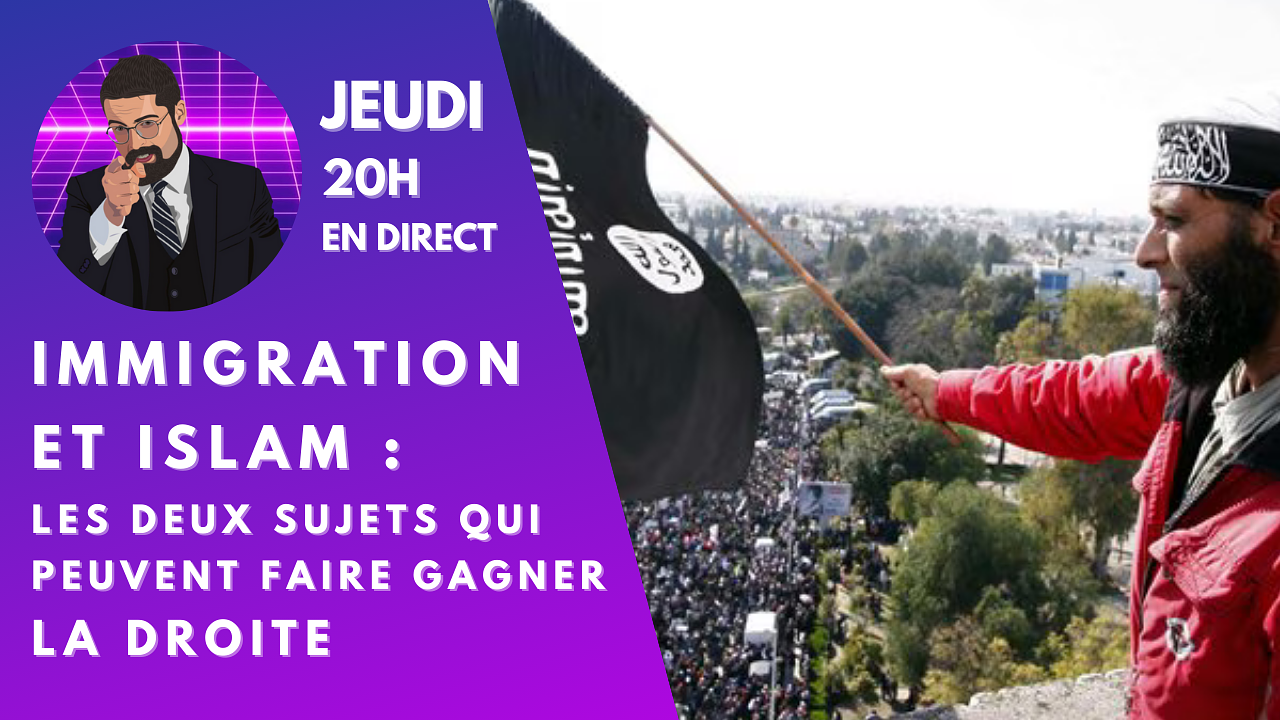 JEUDI
20H
EN DIRECT
IMMIGRATION
ET ISLAM :
LES DEUX SUJETS QUI
PEUVENT FAIRE GAGNER
LA DROITE